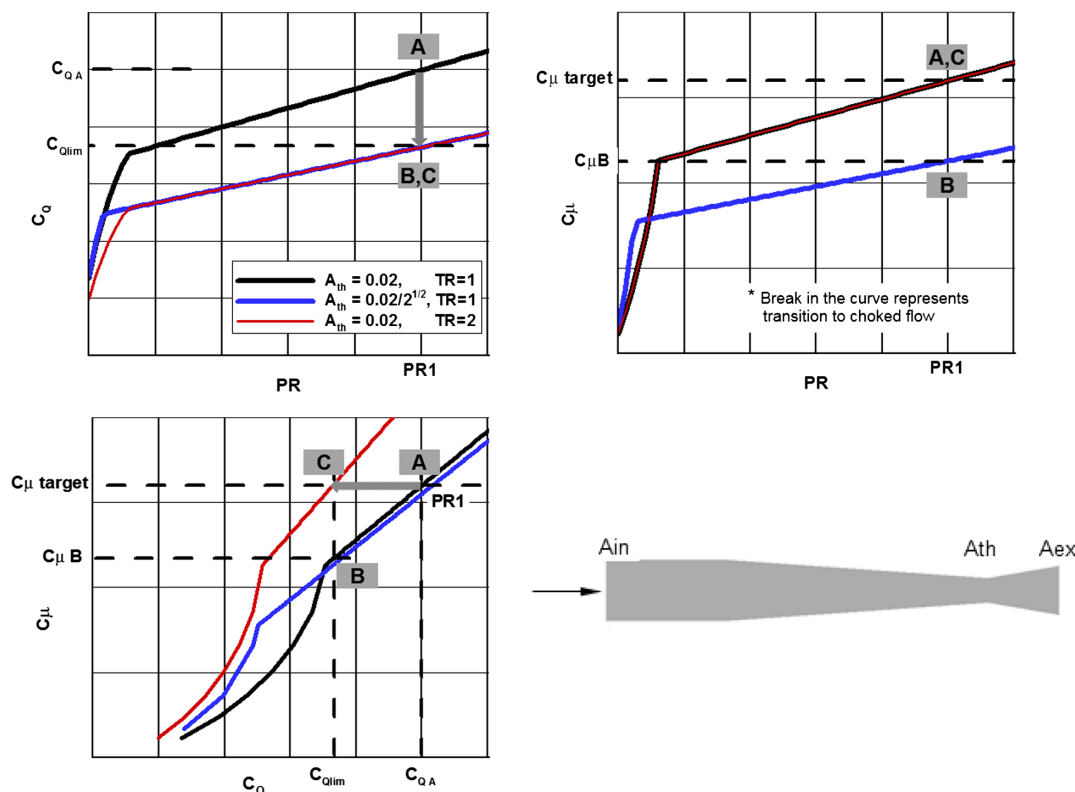 A
C_Q A
C_Qlim
B,C
C_Q
A_th = 0.02, TR=1
A_th = 0.02/2^1/2, TR=1
A_th = 0.02, TR=2
PR1
PR
A,C
Cμ target
CμB
B
Cμ
* Break in the curve represents
transition to choked flow
PR1
PR
C
A
Cμ target
PR1
Cμ B
B
Cμ
C_Q
C_Qlim
C_Q A
Ain
Ath
Aex